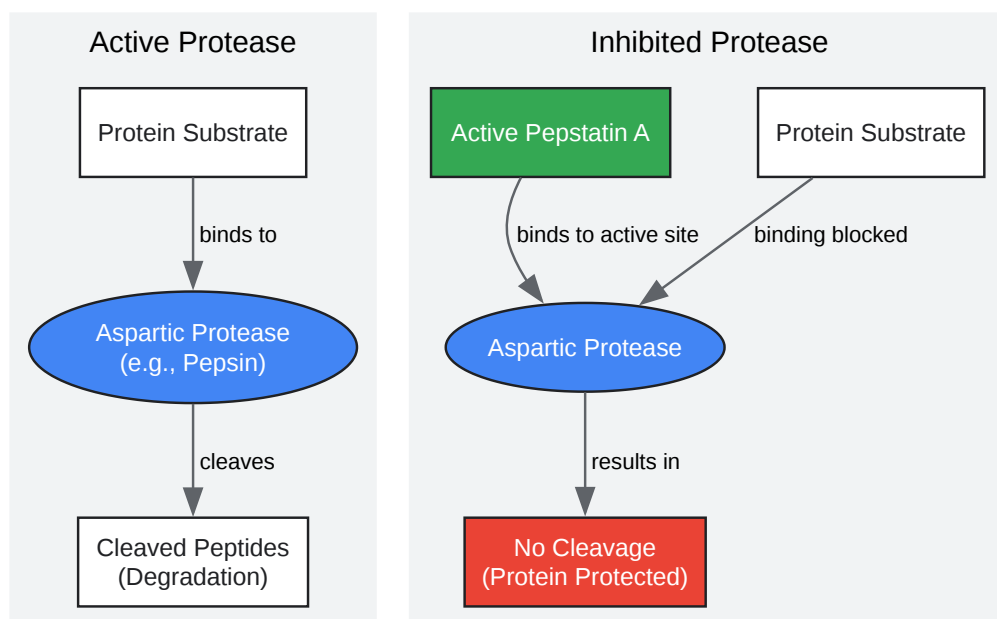 Active Protease
Protein Substrate
binds to
Aspartic Protease
(e.g., Pepsin)
cleaves
Cleaved Peptides
(Degradation)
Inhibited Protease
Active Pepstatin A
Protein Substrate
binds to active site
binding blocked
Aspartic Protease
results in
No Cleavage
(Protein Protected)